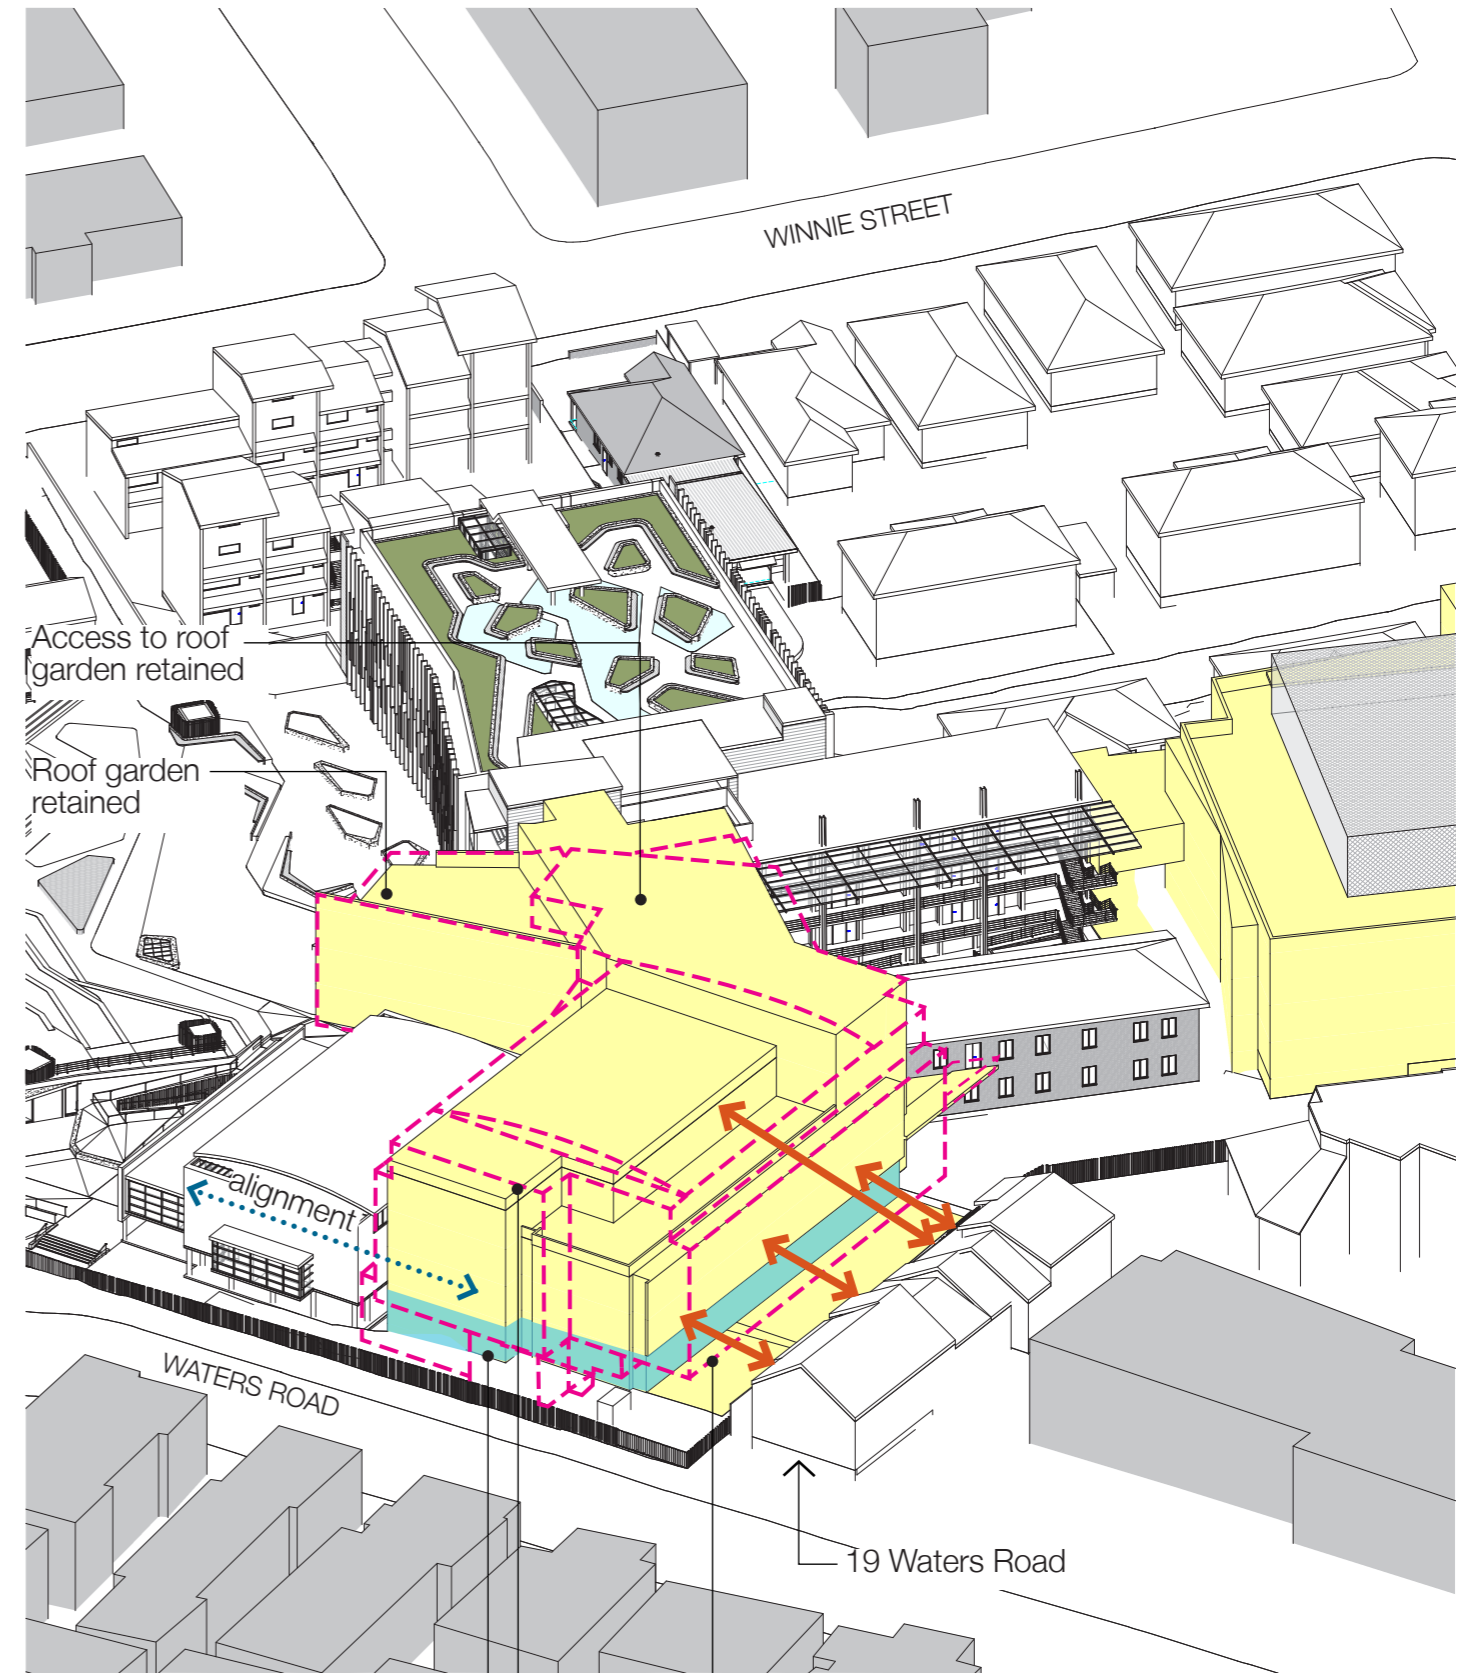 WINNIE STREET
Access to roof
garden retained
Roof garden
retained
alignment
WATERS ROAD
19 Waters Road